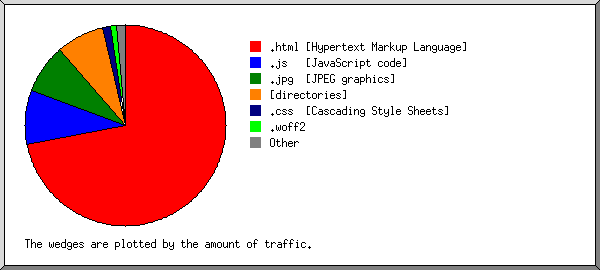 .html [Hypertext Markup Language]
.js [JavaScript code]
.jpg [JPEG graphics]
[directories]
.css [Cascading Style Sheets]
.woff2
Other
The wedges are plotted by the amount of traffic.